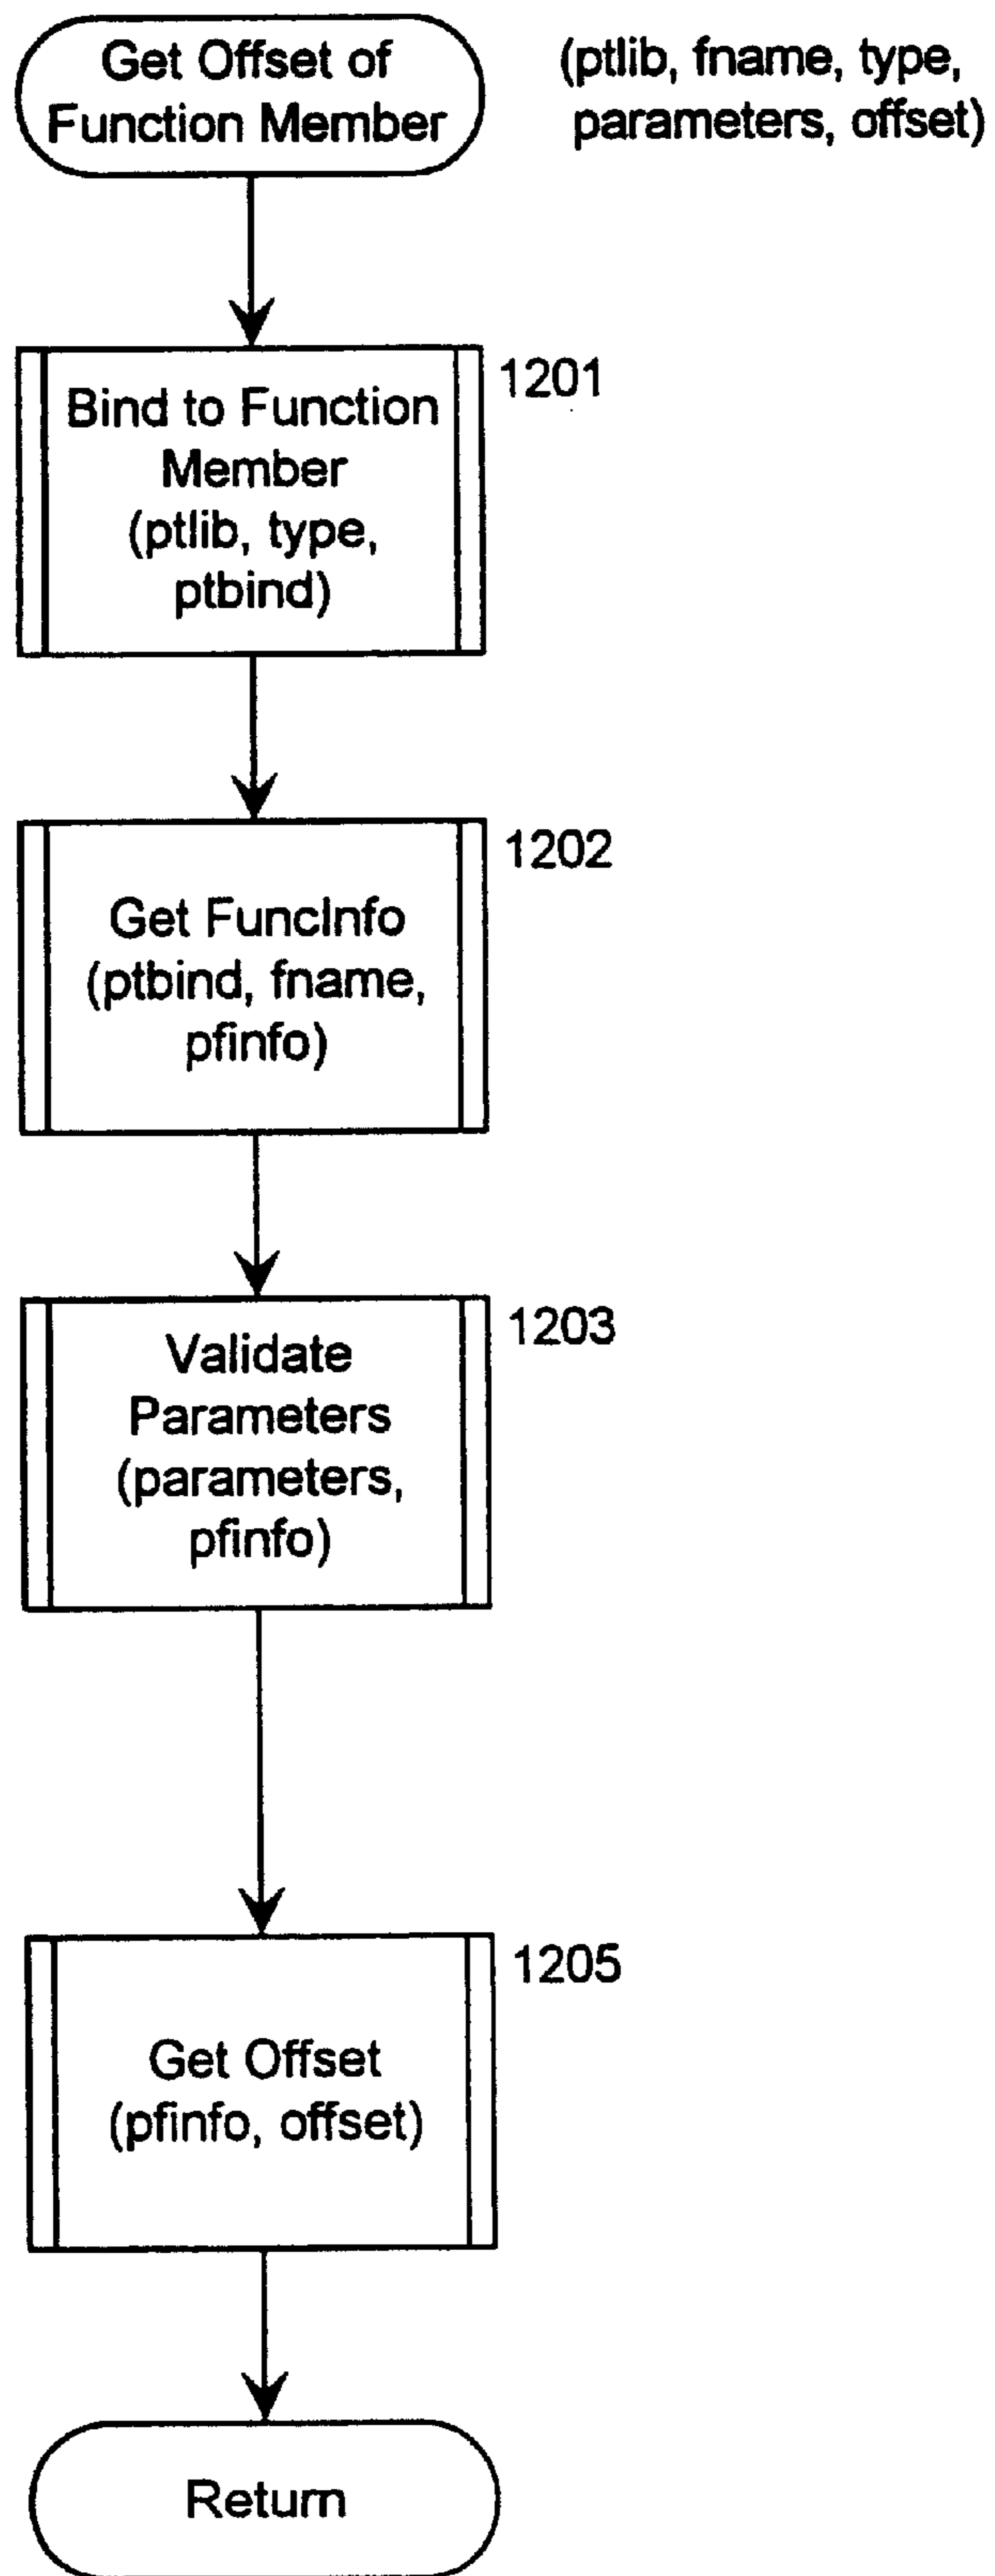 Get Offset of
Function Member
(ptlib, fname, type,
parameters, offset)
1201
Bind to Function
Member
(ptlib, type,
ptbind)
1202
Get FuncInfo
(ptbind, fname,
pfinfo)
1203
Validate
Parameters
(parameters,
pfinfo)
1205
Get Offset
(pfinfo, offset)
Return